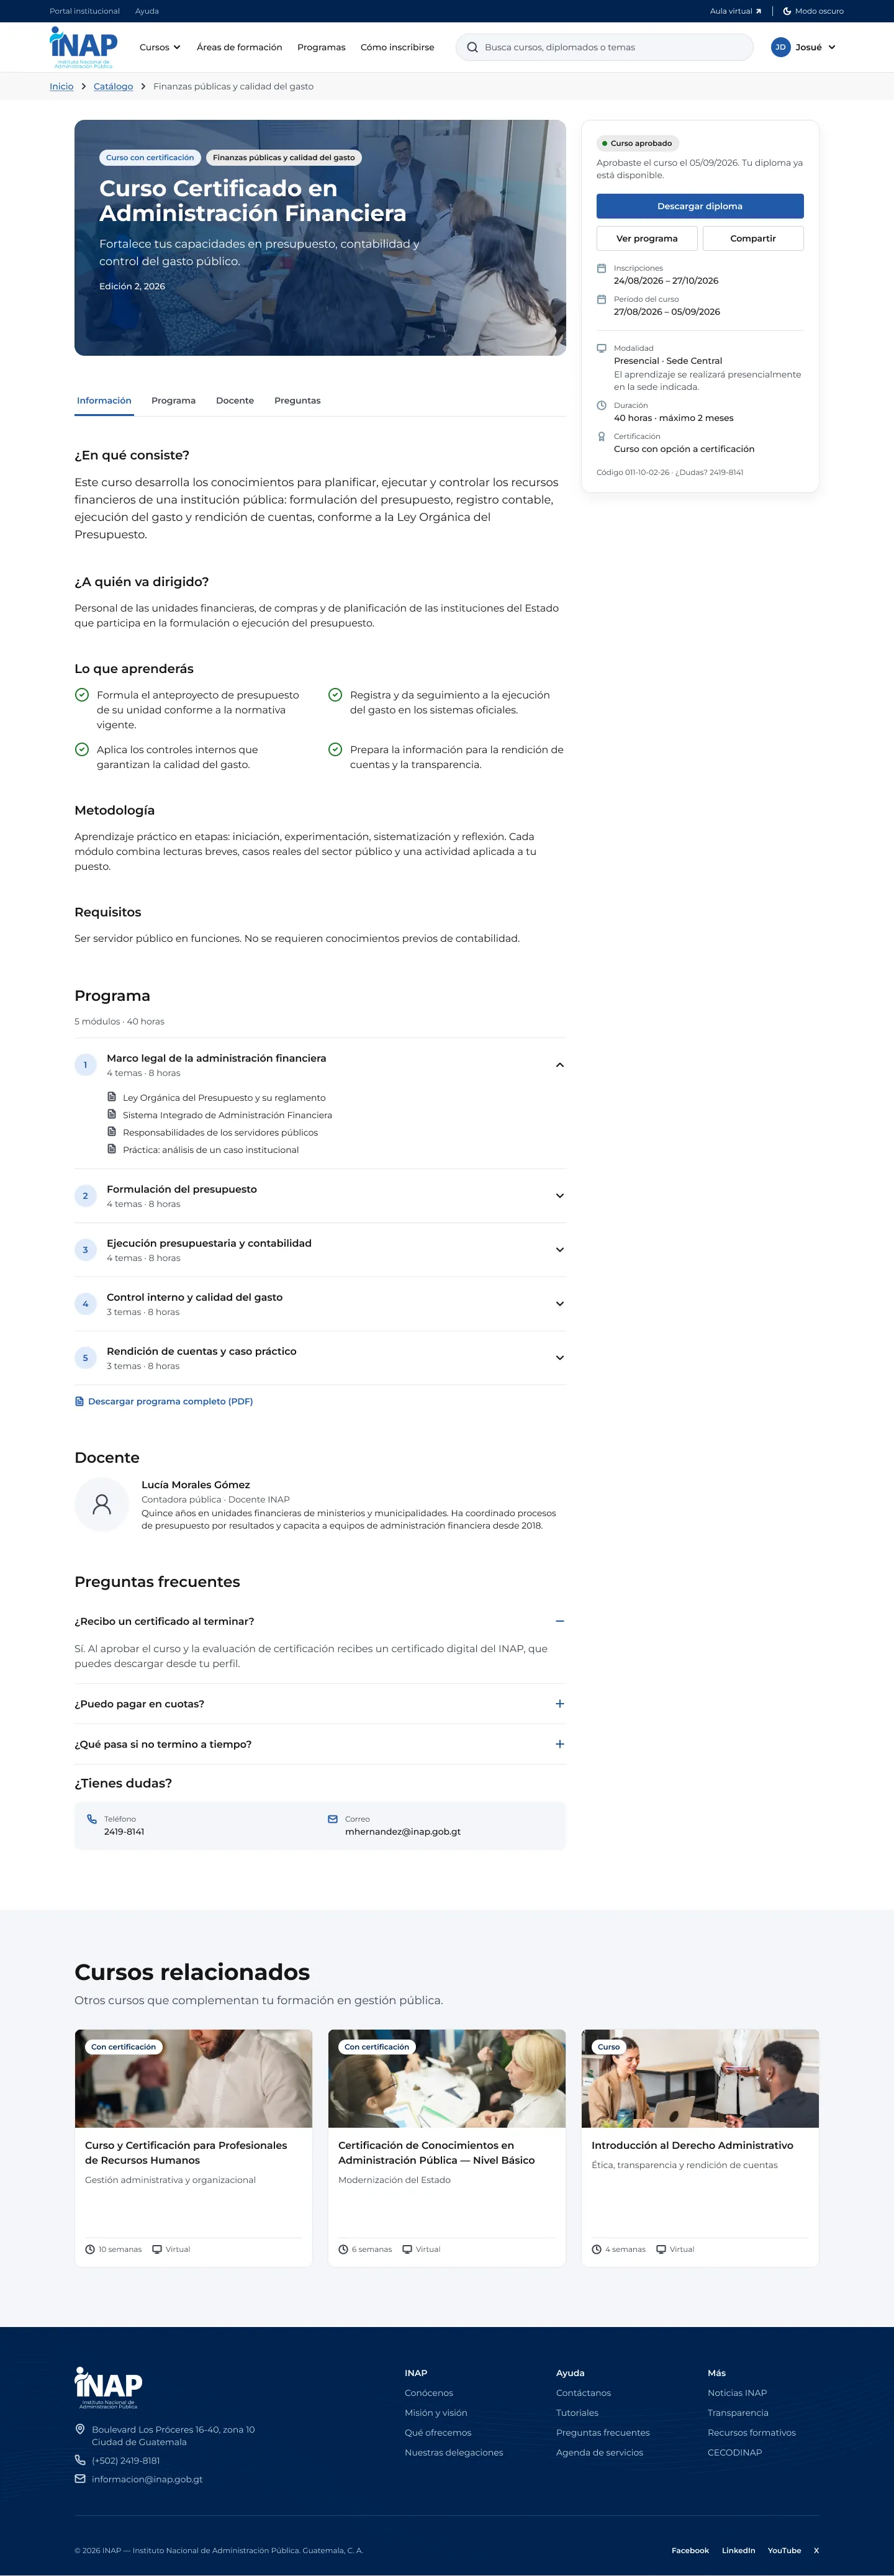 Portal institucional
Ayuda
Aula virtual
Modo oscuro
INAP
Instituto Nacional de
Administración Pública
Cursos
Áreas de formación
Programas
Cómo inscribirse
Busca cursos, diplomados o temas
JD
Josué
Inicio
Catálogo
Finanzas públicas y calidad del gasto
Curso con certificación
Finanzas públicas y calidad del gasto
Curso Certificado en
Administración Financiera
Fortalece tus capacidades en presupuesto, contabilidad y
control del gasto público.
Edición 2, 2026
Curso aprobado
Aprobaste el curso el 05/09/2026. Tu diploma ya
está disponible.
Descargar diploma
Ver programa
Compartir
Inscripciones
24/08/2026 – 27/10/2026
Periodo del curso
27/08/2026 – 05/09/2026
Modalidad
Presencial · Sede Central
El aprendizaje se realizará presencialmente
en la sede indicada.
Duración
40 horas · máximo 2 meses
Certificación
Curso con opción a certificación
Código 011-10-02-26 · ¿Dudas? 2419-8141
Información
Programa
Docente
Preguntas
¿En qué consiste?
Este curso desarrolla los conocimientos para planificar, ejecutar y controlar los recursos
financieros de una institución pública: formulación del presupuesto, registro contable,
ejecución del gasto y rendición de cuentas, conforme a la Ley Orgánica del
Presupuesto.
¿A quién va dirigido?
Personal de las unidades financieras, de compras y de planificación de las instituciones del Estado
que participa en la formulación o ejecución del presupuesto.
Lo que aprenderás
Formula el anteproyecto de presupuesto
de su unidad conforme a la normativa
vigente.
Registra y da seguimiento a la ejecución
del gasto en los sistemas oficiales.
Aplica los controles internos que
garantizan la calidad del gasto.
Prepara la información para la rendición de
cuentas y la transparencia.
Metodología
Aprendizaje práctico en etapas: iniciación, experimentación, sistematización y reflexión. Cada
módulo combina lecturas breves, casos reales del sector público y una actividad aplicada a tu
puesto.
Requisitos
Ser servidor público en funciones. No se requieren conocimientos previos de contabilidad.
Programa
5 módulos · 40 horas
1
Marco legal de la administración financiera
4 temas · 8 horas
Ley Orgánica del Presupuesto y su reglamento
Sistema Integrado de Administración Financiera
Responsabilidades de los servidores públicos
Práctica: análisis de un caso institucional
2
Formulación del presupuesto
4 temas · 8 horas
3
Ejecución presupuestaria y contabilidad
4 temas · 8 horas
4
Control interno y calidad del gasto
3 temas · 8 horas
5
Rendición de cuentas y caso práctico
3 temas · 8 horas
Descargar programa completo (PDF)
Docente
Lucía Morales Gómez
Contadora pública · Docente INAP
Quince años en unidades financieras de ministerios y municipalidades. Ha coordinado procesos
de presupuesto por resultados y capacita a equipos de administración financiera desde 2018.
Preguntas frecuentes
¿Recibo un certificado al terminar?
Sí. Al aprobar el curso y la evaluación de certificación recibes un certificado digital del INAP, que
puedes descargar desde tu perfil.
¿Puedo pagar en cuotas?
¿Qué pasa si no termino a tiempo?
¿Tienes dudas?
Teléfono
2419-8141
Correo
mhernandez@inap.gob.gt
Cursos relacionados
Otros cursos que complementan tu formación en gestión pública.
Con certificación
Curso y Certificación para Profesionales
de Recursos Humanos
Gestión administrativa y organizacional
10 semanas
Virtual
Con certificación
Certificación de Conocimientos en
Administración Pública — Nivel Básico
Modernización del Estado
6 semanas
Virtual
Curso
Introducción al Derecho Administrativo
Ética, transparencia y rendición de cuentas
4 semanas
Virtual
INAP
Instituto Nacional de
Administración Pública
Boulevard Los Próceres 16-40, zona 10
Ciudad de Guatemala
(+502) 2419-8181
informacion@inap.gob.gt
INAP
Conócenos
Misión y visión
Qué ofrecemos
Nuestras delegaciones
Ayuda
Contáctanos
Tutoriales
Preguntas frecuentes
Agenda de servicios
Más
Noticias INAP
Transparencia
Recursos formativos
CECODINAP
© 2026 INAP — Instituto Nacional de Administración Pública. Guatemala, C. A.
Facebook
LinkedIn
YouTube
X